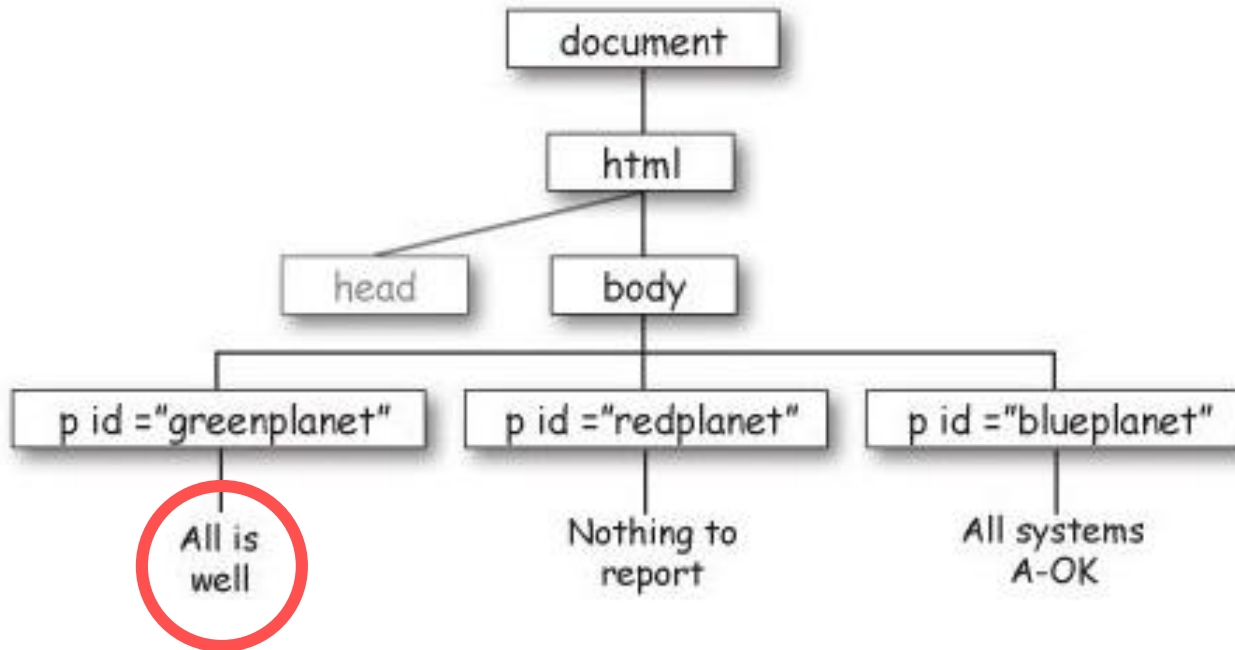 document
html
head
body
p id ="greenplanet"
p id ="redplanet"
p id ="blueplanet"
All is
well
Nothing to
report
All systems
A-OK